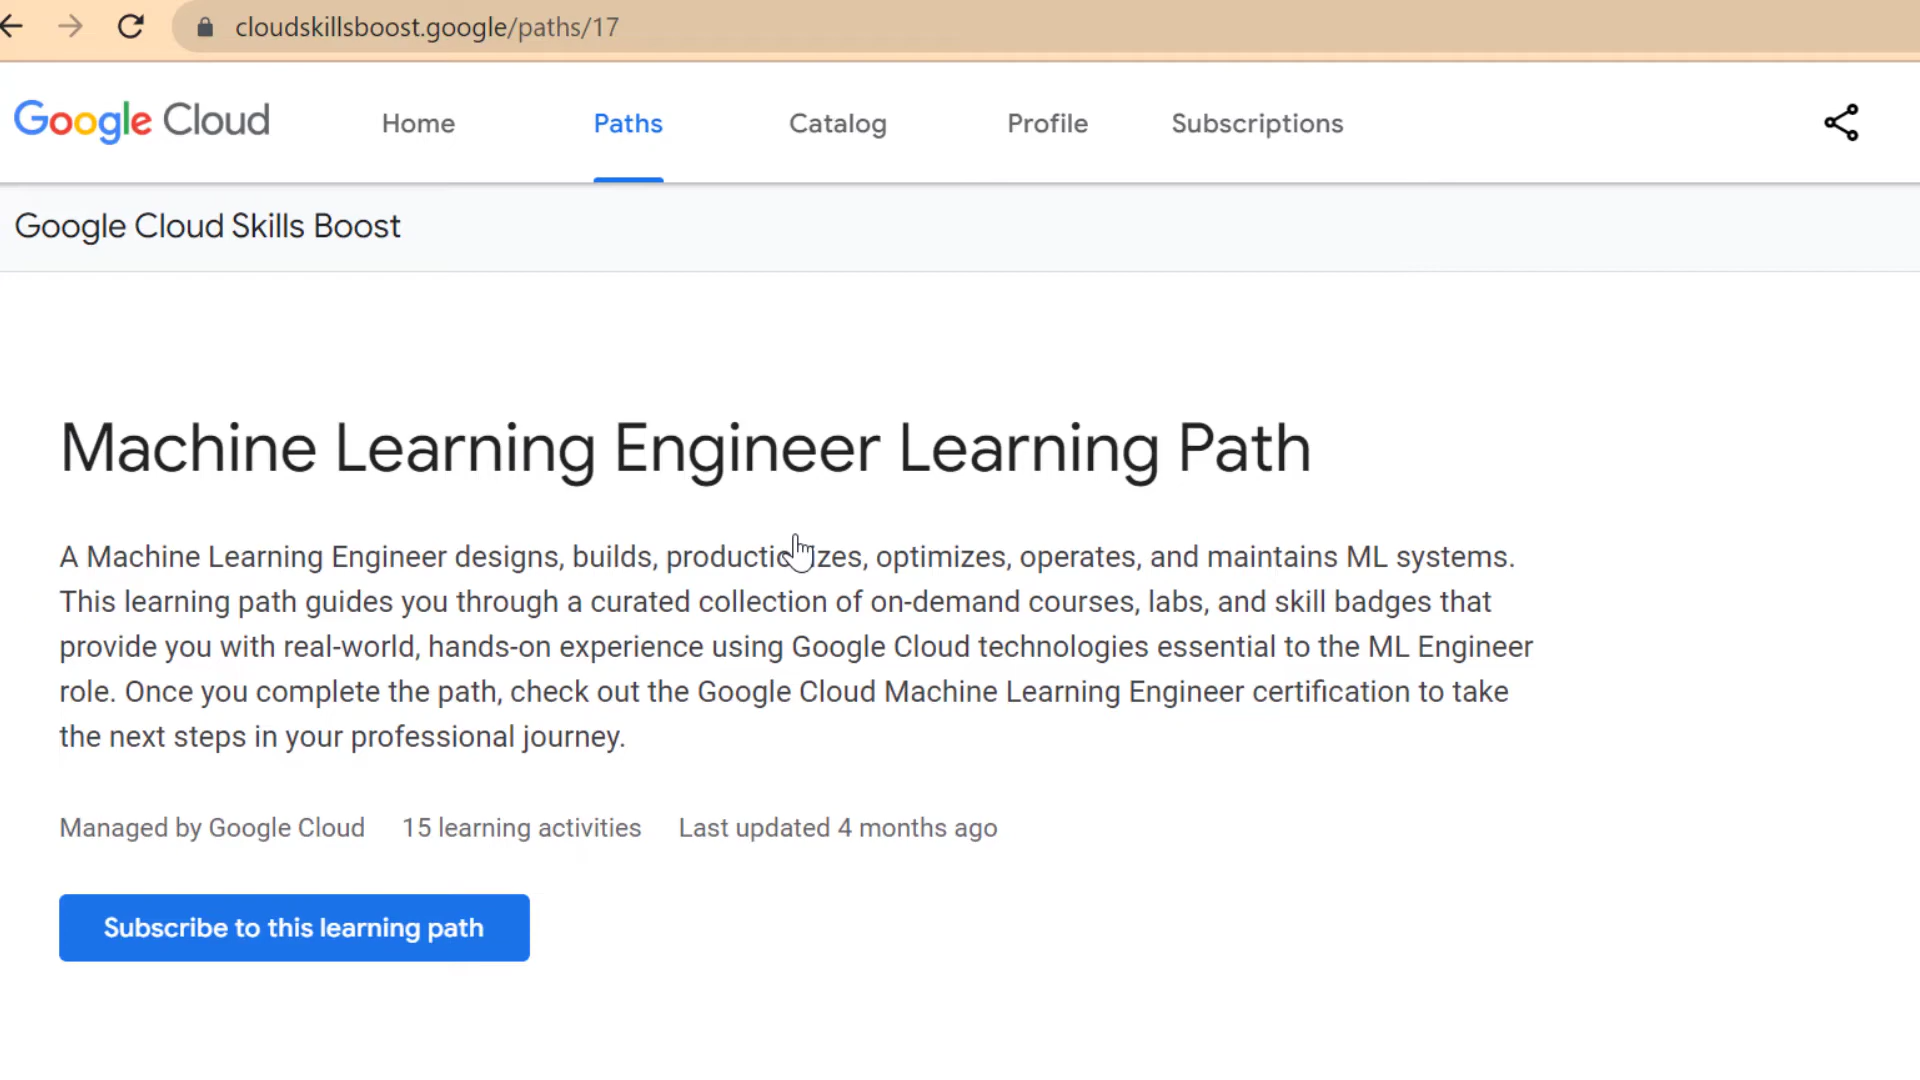 cloudskillsboost.google/paths/17
Google Cloud
Home
Paths
Catalog
Profile
Subscriptions
Google Cloud Skills Boost
Machine Learning Engineer Learning Path
A Machine Learning Engineer designs, builds, productionizes, optimizes, operates, and maintains ML systems.
This learning path guides you through a curated collection of on-demand courses, labs, and skill badges that
provide you with real-world, hands-on experience using Google Cloud technologies essential to the ML Engineer
role. Once you complete the path, check out the Google Cloud Machine Learning Engineer certification to take
the next steps in your professional journey.
Managed by Google Cloud 15 learning activities Last updated 4 months ago
Subscribe to this learning path